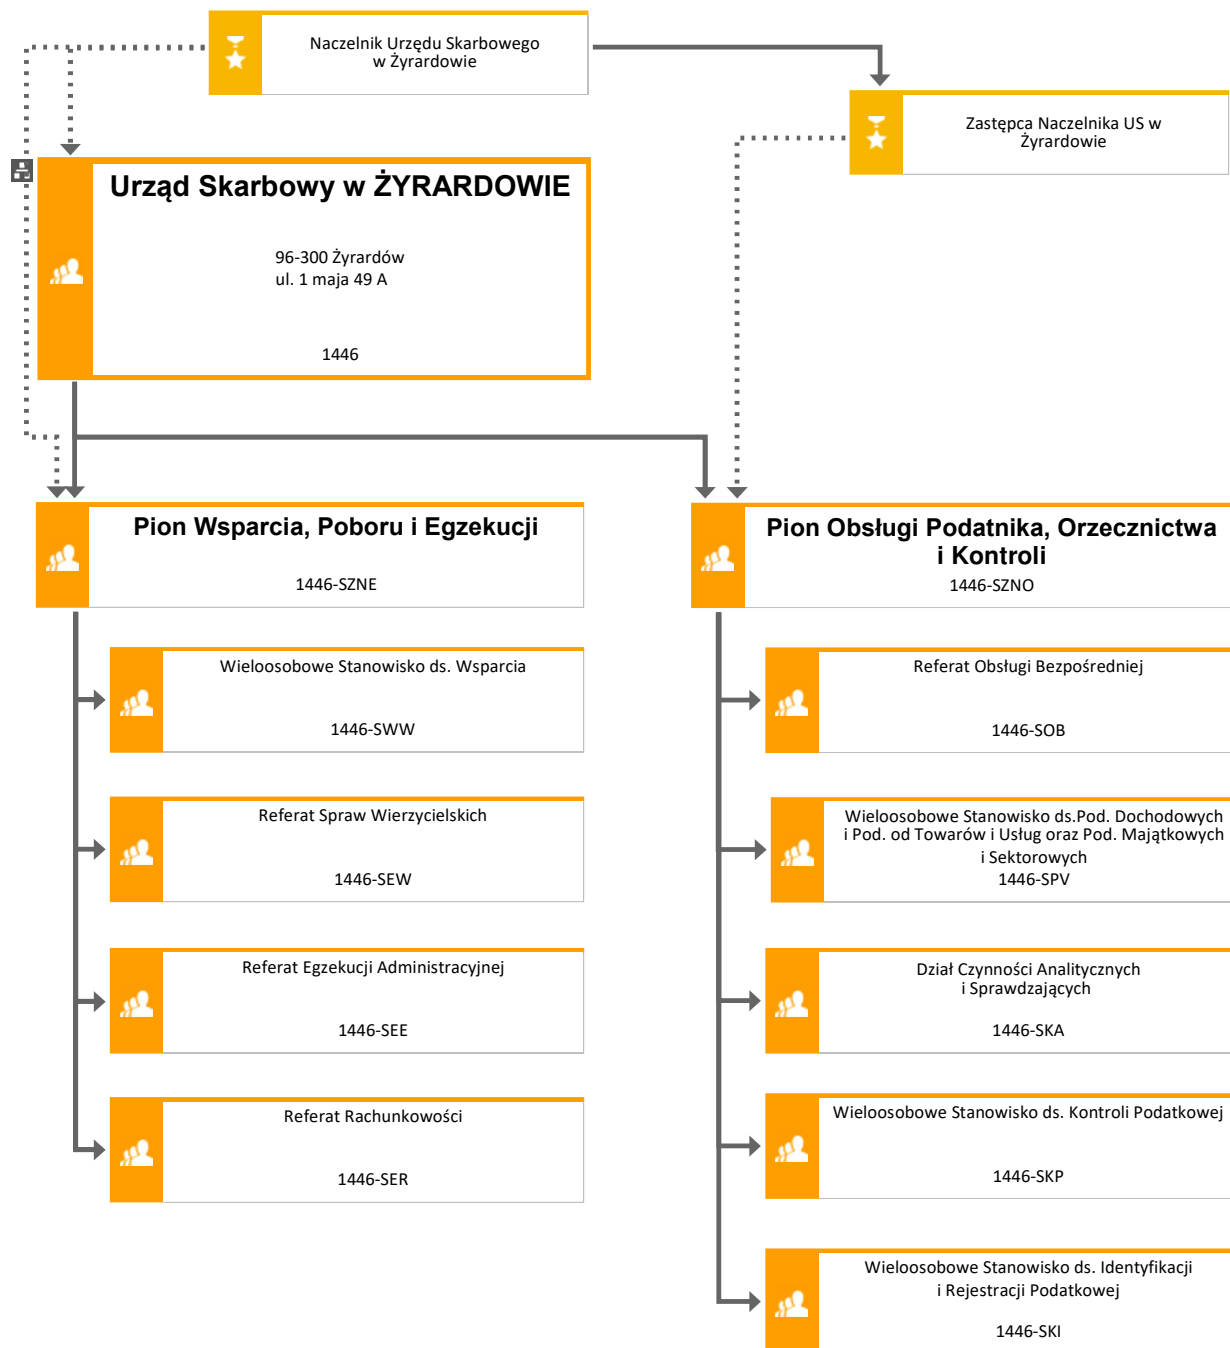 Naczelnik Urzędu Skarbowego
w Żyrardowie
Zastępca Naczelnika US w
Żyrardowie
Urząd Skarbowy w ŻYRARDOWIE
96-300 Żyrardów
ul. 1 maja 49 A
1446
Pion Wsparcia, Poboru i Egzekucji
1446-SZNE
Wieloosobowe Stanowisko ds. Wsparcia
1446-SWW
Referat Spraw Wierzycielskich
1446-SEW
Referat Egzekucji Administracyjnej
1446-SEE
Referat Rachunkowości
1446-SER
Pion Obsługi Podatnika, Orzecznictwa
i Kontroli
1446-SZNO
Referat Obsługi Bezpośredniej
1446-SOB
Wieloosobowe Stanowisko ds.Pod. Dochodowych
i Pod. od Towarów i Usług oraz Pod. Majątkowych
i Sektorowych
1446-SPV
Dział Czynności Analitycznych
i Sprawdzających
1446-SKA
Wieloosobowe Stanowisko ds. Kontroli Podatkowej
1446-SKP
Wieloosobowe Stanowisko ds. Identyfikacji
i Rejestracji Podatkowej
1446-SKI